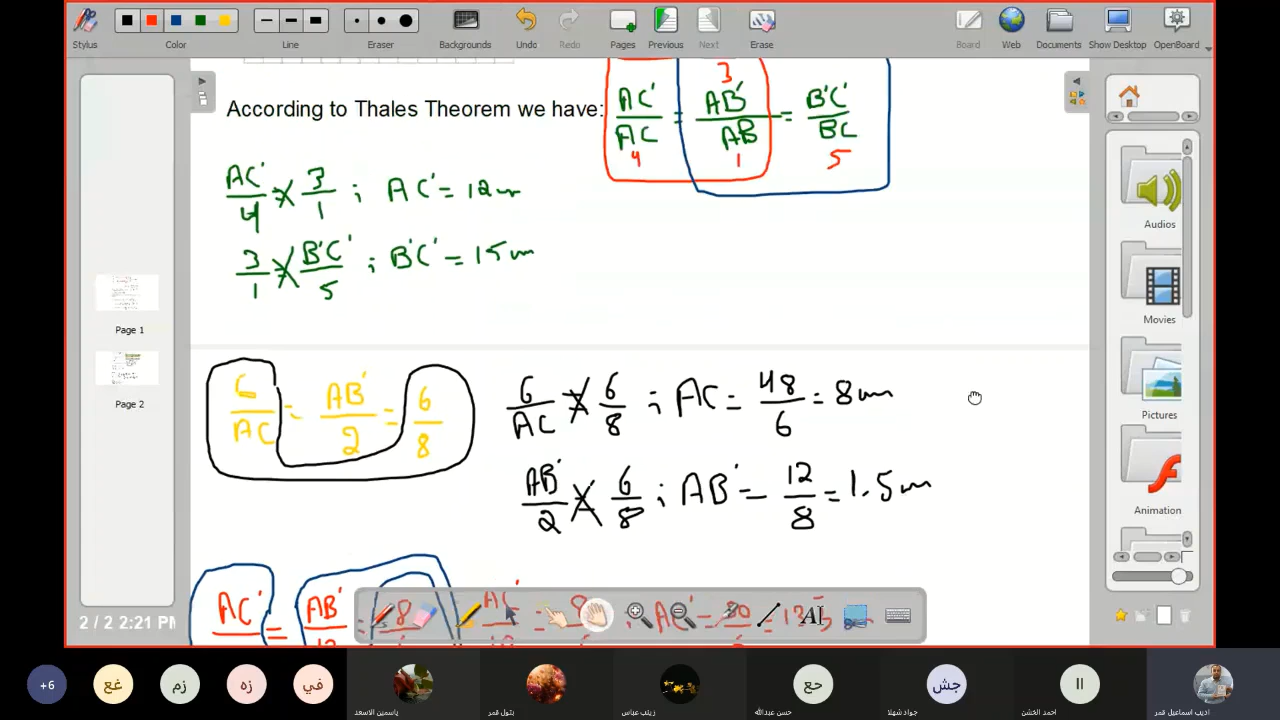 Stylus Color Line Eraser Backgrounds Undo Redo Pages Previous Next Erase Board Web Documents Show Desktop OpenBoard
According to Thales Theorem we have:
AC'/AC = AB'/AB = B'C'/BC
3
4 1 5
AC'/4 × 3/1 ; AC' = 12m
3/1 × B'C'/5 ; B'C' = 15m
6/AC = AB'/2 = 6/8
6/AC × 6/8 ; AC = 48/6 = 8m
AB'/2 × 6/8 ; AB' = 12/8 = 1.5m
AC' = AB'
Audios
Movies
Pictures
Animation
Page 1
Page 2
2 / 2 2:21 PM
+6 غع زم زه في حع جش اا
ياسمين الاسعد بتول قمر زينب عباس حسن عبدالله جواد شهلا احمد الخشن اديب اسماعيل قمر